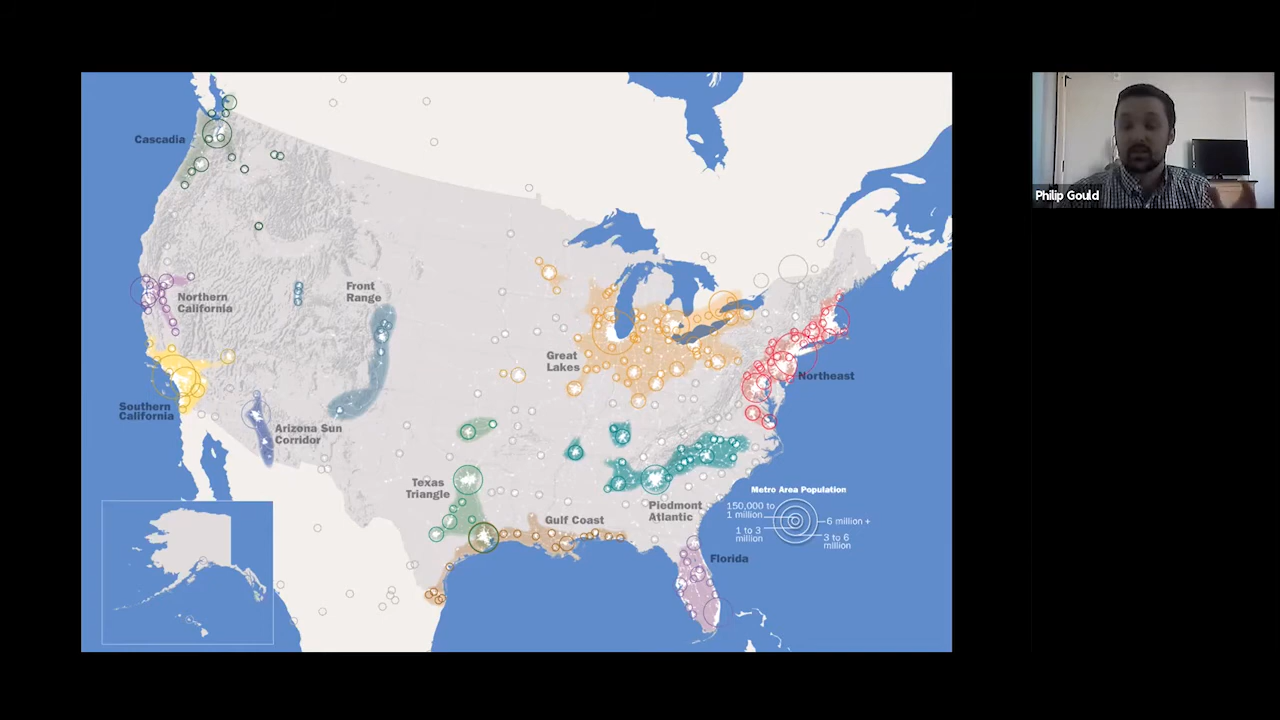 Cascadia
Northern
California
Front
Range
Great
Lakes
Northeast
Southern
California
Arizona Sun
Corridor
Texas
Triangle
Gulf Coast
Piedmont
Atlantic
Florida
Metro Area Population
150,000 to
1 million
1 to 3
million
6 million +
3 to 6
million
Philip Gould